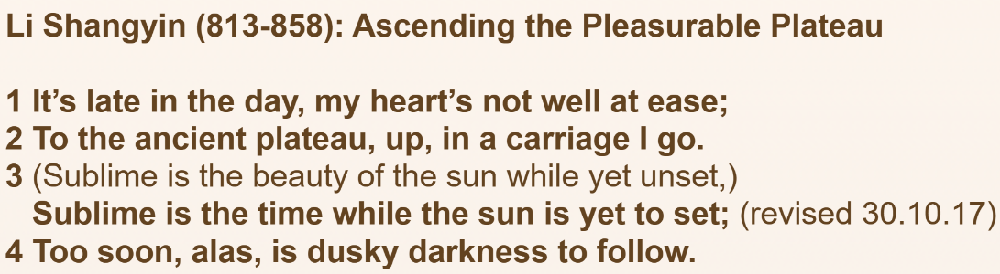 Li Shangyin (813-858): Ascending the Pleasurable Plateau
1 It’s late in the day, my heart’s not well at ease;
2 To the ancient plateau, up, in a carriage I go.
3 (Sublime is the beauty of the sun while yet unset,)
Sublime is the time while the sun is yet to set; (revised 30.10.17)
4 Too soon, alas, is dusky darkness to follow.